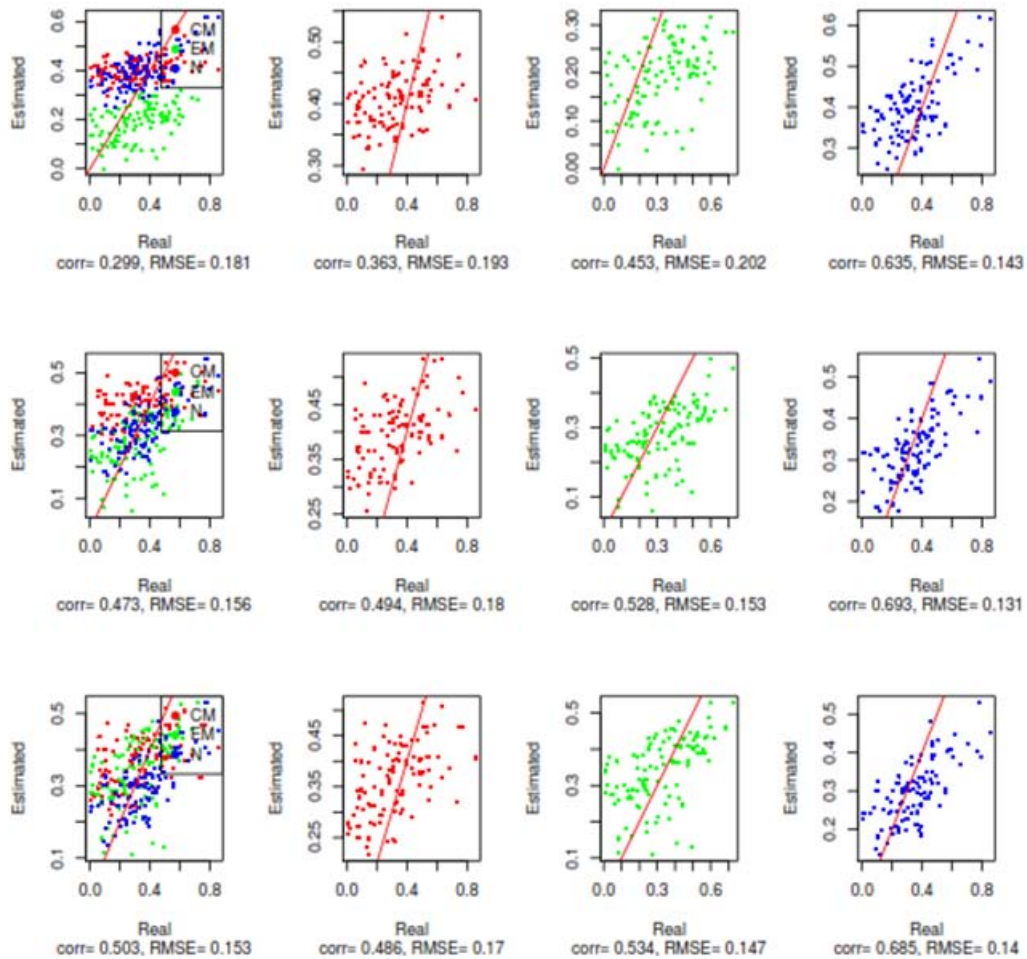 Estimated
0.0 0.2 0.4 0.6
CM
EM
N
0.0 0.4 0.8
Real
corr= 0.299, RMSE= 0.181
Estimated
0.30 0.40 0.50
0.0 0.4 0.8
Real
corr= 0.363, RMSE= 0.193
Estimated
0.00 0.10 0.20 0.30
0.0 0.3 0.6
Real
corr= 0.453, RMSE= 0.202
Estimated
0.3 0.4 0.5 0.6
0.0 0.4 0.8
Real
corr= 0.635, RMSE= 0.143
Estimated
0.1 0.3 0.5
CM
EM
N
0.0 0.4 0.8
Real
corr= 0.473, RMSE= 0.156
Estimated
0.25 0.35 0.45
0.0 0.4 0.8
Real
corr= 0.494, RMSE= 0.18
Estimated
0.1 0.3 0.5
0.0 0.3 0.6
Real
corr= 0.528, RMSE= 0.153
Estimated
0.2 0.3 0.4 0.5
0.0 0.4 0.8
Real
corr= 0.693, RMSE= 0.131
Estimated
0.1 0.3 0.5
CM
EM
N
0.0 0.4 0.8
Real
corr= 0.503, RMSE= 0.153
Estimated
0.25 0.35 0.45
0.0 0.4 0.8
Real
corr= 0.486, RMSE= 0.17
Estimated
0.1 0.3 0.5
0.0 0.3 0.6
Real
corr= 0.534, RMSE= 0.147
Estimated
0.2 0.3 0.4 0.5
0.0 0.4 0.8
Real
corr= 0.685, RMSE= 0.14